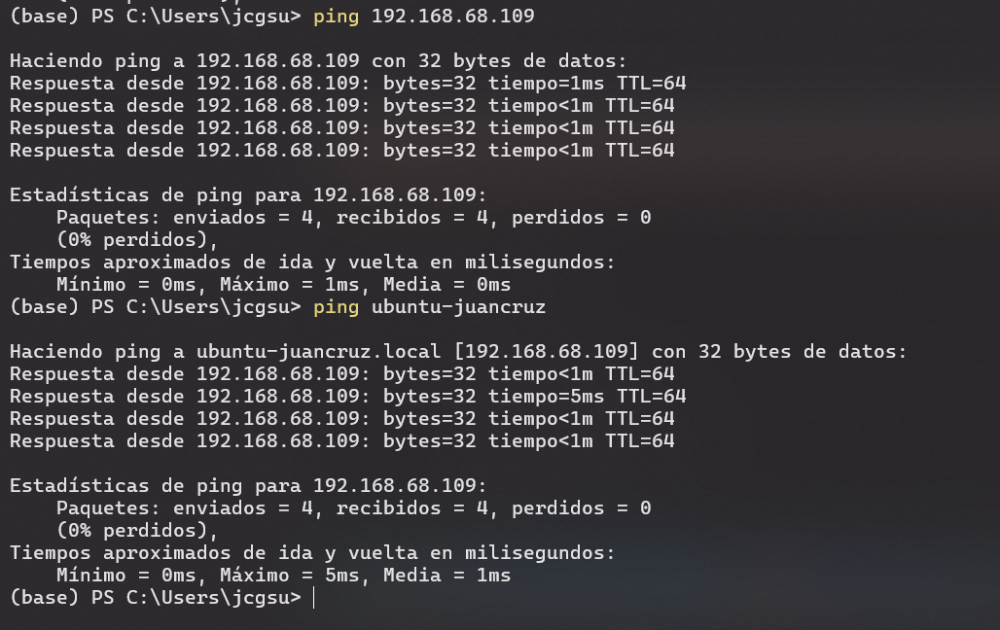 (base) PS C:\Users\jcgsu> ping 192.168.68.109
Haciendo ping a 192.168.68.109 con 32 bytes de datos:
Respuesta desde 192.168.68.109: bytes=32 tiempo=1ms TTL=64
Respuesta desde 192.168.68.109: bytes=32 tiempo<1m TTL=64
Respuesta desde 192.168.68.109: bytes=32 tiempo<1m TTL=64
Respuesta desde 192.168.68.109: bytes=32 tiempo<1m TTL=64
Estadísticas de ping para 192.168.68.109:
    Paquetes: enviados = 4, recibidos = 4, perdidos = 0
    (0% perdidos),
Tiempos aproximados de ida y vuelta en milisegundos:
    Mínimo = 0ms, Máximo = 1ms, Media = 0ms
(base) PS C:\Users\jcgsu> ping ubuntu-juancruz
Haciendo ping a ubuntu-juancruz.local [192.168.68.109] con 32 bytes de datos:
Respuesta desde 192.168.68.109: bytes=32 tiempo<1m TTL=64
Respuesta desde 192.168.68.109: bytes=32 tiempo=5ms TTL=64
Respuesta desde 192.168.68.109: bytes=32 tiempo<1m TTL=64
Respuesta desde 192.168.68.109: bytes=32 tiempo<1m TTL=64
Estadísticas de ping para 192.168.68.109:
    Paquetes: enviados = 4, recibidos = 4, perdidos = 0
    (0% perdidos),
Tiempos aproximados de ida y vuelta en milisegundos:
    Mínimo = 0ms, Máximo = 5ms, Media = 1ms
(base) PS C:\Users\jcgsu>